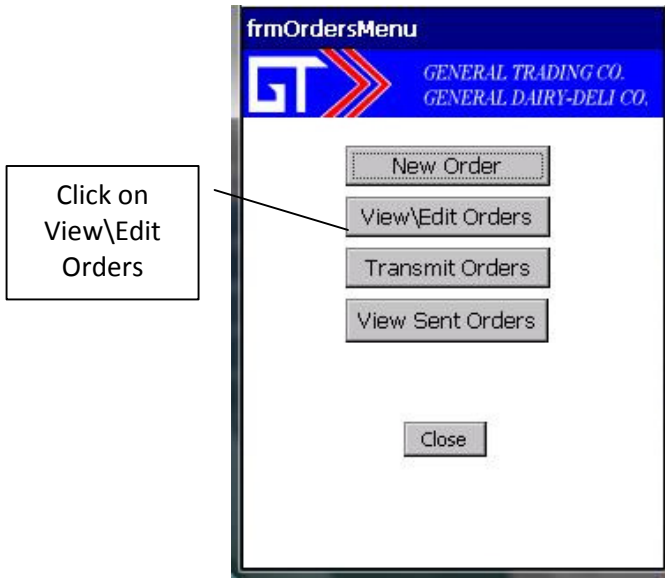 frmOrdersMenu
GT
GENERAL TRADING CO.
GENERAL DAIRY-DELI CO.
New Order
Click on
View\Edit
Orders
View\Edit Orders
Transmit Orders
View Sent Orders
Close